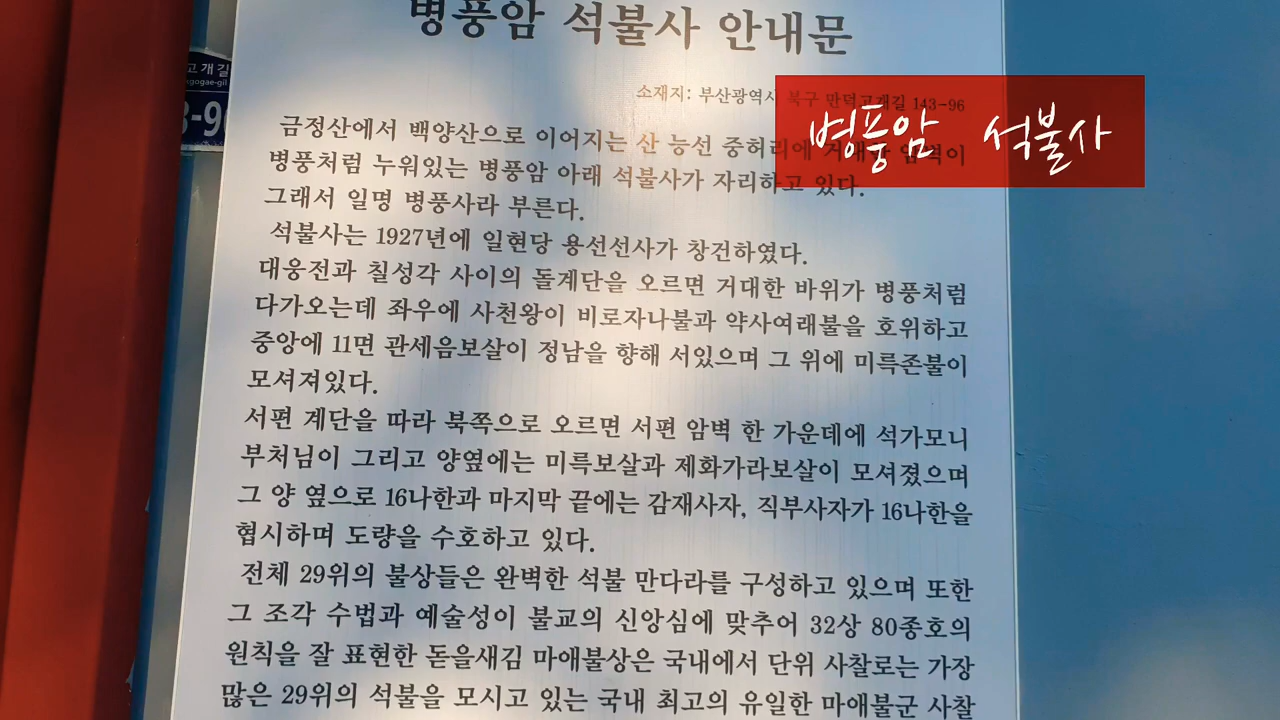 병풍암 석불사 안내문
소재지: 부산광역시 북구 만덕고개길 143-96
병풍암 석불사
고개길
kgogae-gil
3-96
금정산에서 백양산으로 이어지는 산 능선 중허리에 거대한 암벽이
병풍처럼 누워있는 병풍암 아래 석불사가 자리하고 있다.
그래서 일명 병풍사라 부른다.
석불사는 1927년에 일현당 용선선사가 창건하였다.
대웅전과 칠성각 사이의 돌계단을 오르면 거대한 바위가 병풍처럼
다가오는데 좌우에 사천왕이 비로자나불과 약사여래불을 호위하고
중앙에 11면 관세음보살이 정남을 향해 서있으며 그 위에 미륵존불이
모셔져있다.
서편 계단을 따라 북쪽으로 오르면 서편 암벽 한 가운데에 석가모니
부처님이 그리고 양옆에는 미륵보살과 제화가라보살이 모셔졌으며
그 양 옆으로 16나한과 마지막 끝에는 감재사자, 직부사자가 16나한을
협시하며 도량을 수호하고 있다.
전체 29위의 불상들은 완벽한 석불 만다라를 구성하고 있으며 또한
그 조각 수법과 예술성이 불교의 신앙심에 맞추어 32상 80종호의
원칙을 잘 표현한 돋을새김 마애불상은 국내에서 단위 사찰로는 가장
많은 29위의 석불을 모시고 있는 국내 최고의 유일한 마애불군 사찰